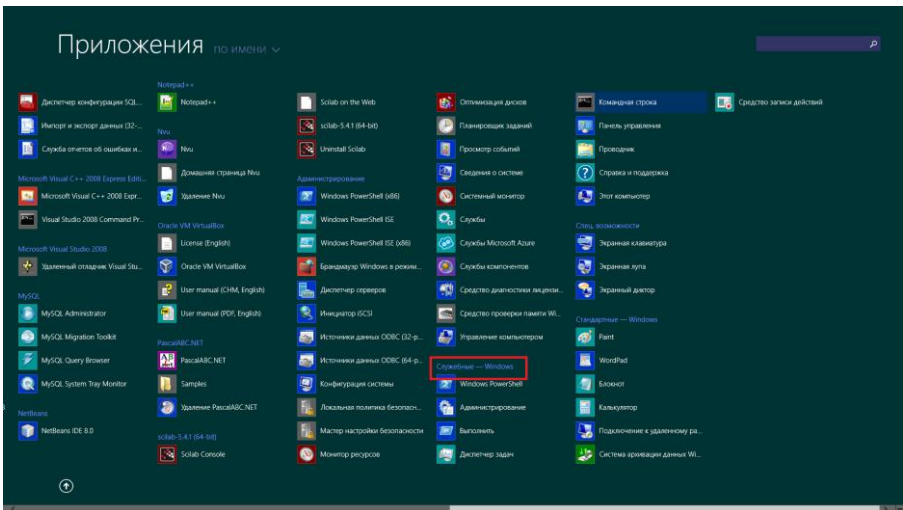 Приложения по имени
Диспетчер конфигурации SQL...
Импорт и экспорт данных (32-...
Служба отчетов об ошибках и...
Microsoft Visual C++ 2008 Express Editi...
Microsoft Visual C++ 2008 Expr...
Visual Studio 2008 Command Pr...
Microsoft Visual Studio 2008
Удаленный отладчик Visual Stu...
MySQL
MySQL Administrator
MySQL Migration Toolkit
MySQL Query Browser
MySQL System Tray Monitor
NetBeans
NetBeans IDE 8.0
Notepad++
Notepad++
Nvu
Nvu
Домашняя страница Nvu
Удаление Nvu
Oracle VM VirtualBox
License (English)
Oracle VM VirtualBox
User manual (CHM, English)
User manual (PDF, English)
PascalABC.NET
PascalABC.NET
Samples
Удаление PascalABC.NET
scilab-5.4.1 (64-bit)
Scilab Console
Scilab on the Web
scilab-5.4.1 (64-bit)
Uninstall Scilab
Администрирование
Windows PowerShell (x86)
Windows PowerShell ISE
Windows PowerShell ISE (x86)
Брандмауэр Windows в режим...
Диспетчер серверов
Инициатор iSCSI
Источники данных ODBC (32-р...
Источники данных ODBC (64-р...
Конфигурация системы
Локальная политика безопасн...
Мастер настройки безопасности
Монитор ресурсов
Оптимизация дисков
Планировщик заданий
Просмотр событий
Сведения о системе
Системный монитор
Службы
Службы Microsoft Azure
Службы компонентов
Средство диагностики лицензи...
Средство проверки памяти Wi...
Управление компьютером
Служебные — Windows
Windows PowerShell
Администрирование
Выполнить
Диспетчер задач
Командная строка
Панель управления
Проводник
Справка и поддержка
Этот компьютер
Спец. возможности
Экранная клавиатура
Экранная лупа
Экранный диктор
Стандартные — Windows
Paint
WordPad
Блокнот
Калькулятор
Подключение к удаленному ра...
Система архивации данных Wi...
Средство записи действий